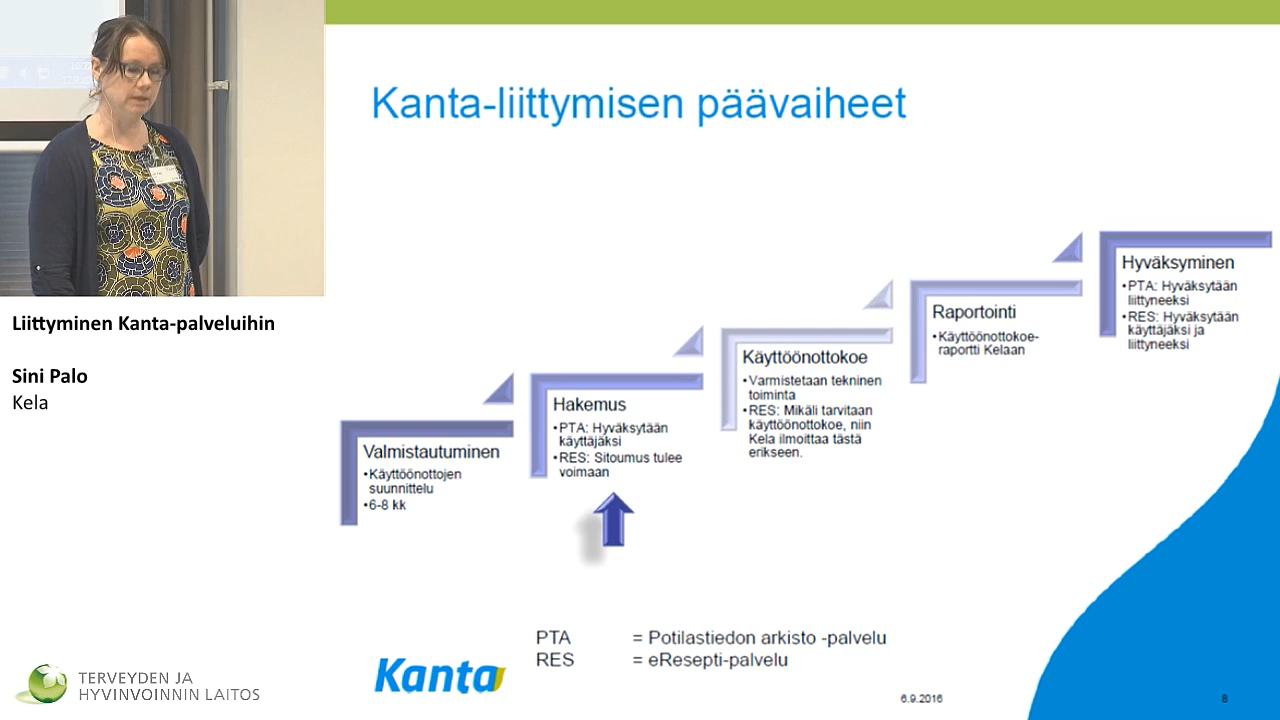 Kanta-liittymisen päävaiheet
Liittyminen Kanta-palveluihin
Sini Palo
Kela
Valmistautuminen
•Käyttöönottojen
suunnittelu
•6-8 kk
Hakemus
•PTA: Hyväksytään
käyttäjäksi
•RES: Sitoumus tulee
voimaan
Käyttöönottokoe
•Varmistetaan tekninen
toiminta
•RES: Mikäli tarvitaan
käyttöönottokoe, niin
Kela ilmoittaa tästä
erikseen.
Raportointi
•Käyttöönottokoe-
raportti Kelaan
Hyväksyminen
•PTA: Hyväksytään
liittyneeksi
•RES: Hyväksytään
käyttäjäksi ja
liittyneeksi
PTA = Potilastiedon arkisto -palvelu
RES = eResepti-palvelu
Kanta
TERVEYDEN JA
HYVINVOINNIN LAITOS
6.9.2016
8